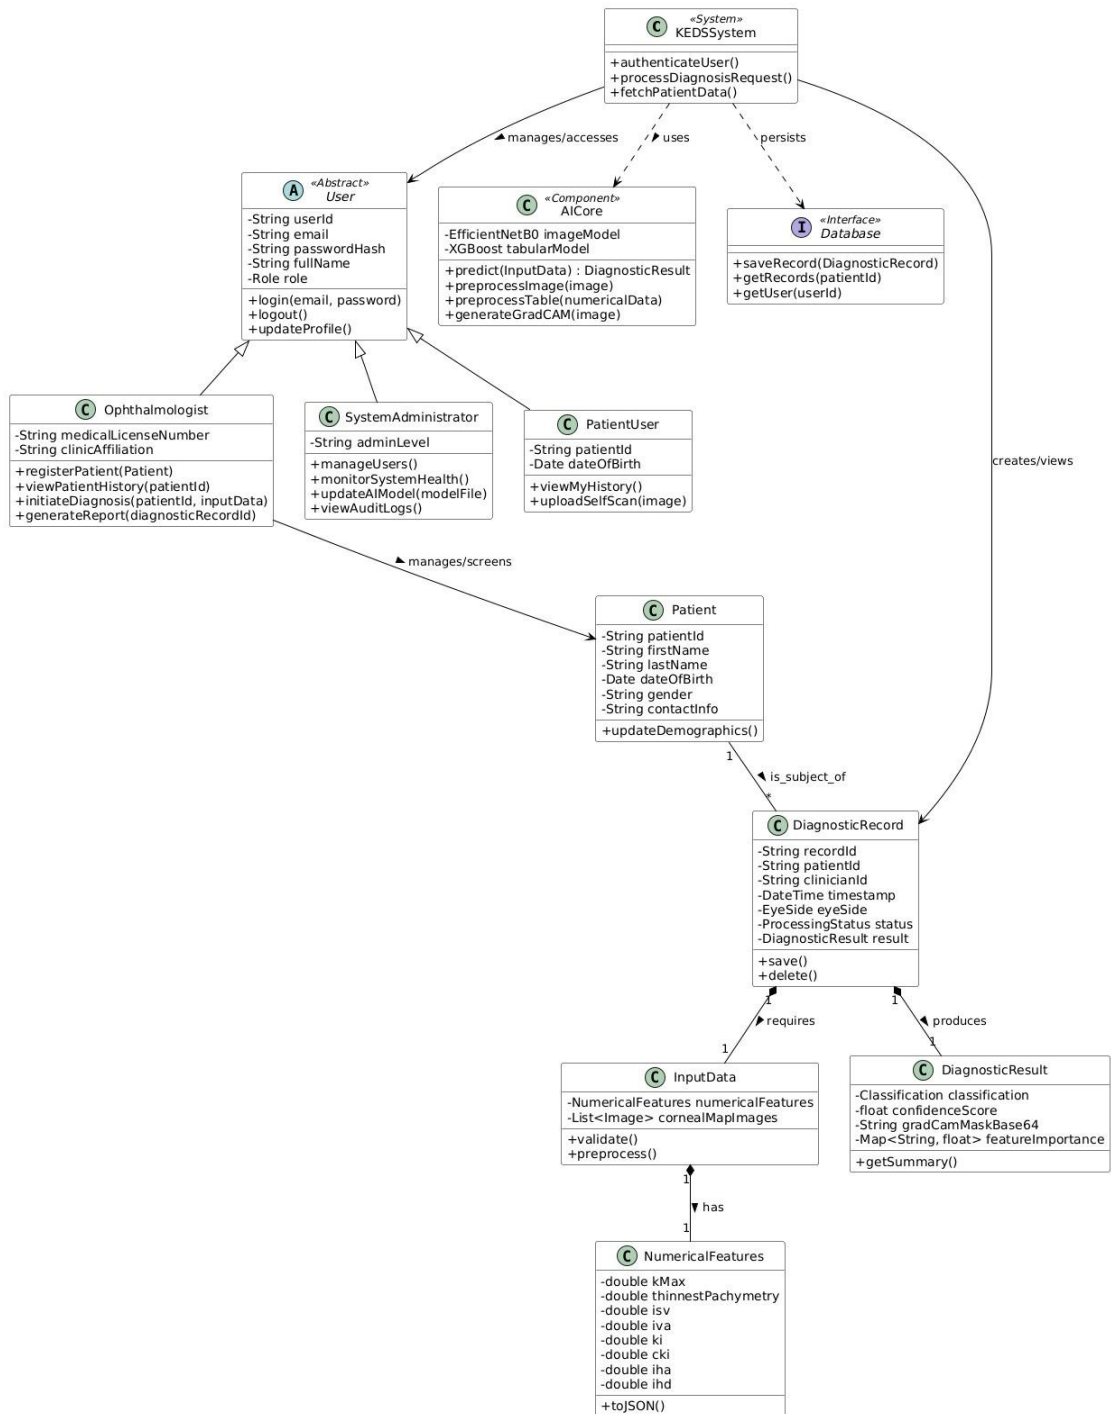 «System»
C KEDSSystem
+authenticateUser()
+processDiagnosisRequest()
+fetchPatientData()
manages/accesses
uses
persists
«Abstract»
A User
-String userId
-String email
-String passwordHash
-String fullName
-Role role
+login(email, password)
+logout()
+updateProfile()
«Component»
C AICore
-EfficientNetB0 imageModel
-XGBoost tabularModel
+predict(InputData) : DiagnosticResult
+preprocessImage(image)
+preprocessTable(numericalData)
+generateGradCAM(image)
«Interface»
I Database
+saveRecord(DiagnosticRecord)
+getRecords(patientId)
+getUser(userId)
C Ophthalmologist
-String medicalLicenseNumber
-String clinicAffiliation
+registerPatient(Patient)
+viewPatientHistory(patientId)
+initiateDiagnosis(patientId, inputData)
+generateReport(diagnosticRecordId)
C SystemAdministrator
-String adminLevel
+manageUsers()
+monitorSystemHealth()
+updateAIModel(modelFile)
+viewAuditLogs()
C PatientUser
-String patientId
-Date dateOfBirth
+viewMyHistory()
+uploadSelfScan(image)
creates/views
manages/screens
C Patient
-String patientId
-String firstName
-String lastName
-Date dateOfBirth
-String gender
-String contactInfo
+updateDemographics()
1
is_subject_of
*
C DiagnosticRecord
-String recordId
-String patientId
-String clinicianId
-DateTime timestamp
-EyeSide eyeSide
-ProcessingStatus status
-DiagnosticResult result
+save()
+delete()
1
1
requires
produces
1
1
C InputData
-NumericalFeatures numericalFeatures
-List<Image> cornealMapImages
+validate()
+preprocess()
C DiagnosticResult
-Classification classification
-float confidenceScore
-String gradCamMaskBase64
-Map<String, float> featureImportance
+getSummary()
1
has
1
C NumericalFeatures
-double kMax
-double thinnestPachymetry
-double isv
-double iva
-double ki
-double cki
-double iha
-double ihd
+toJSON()